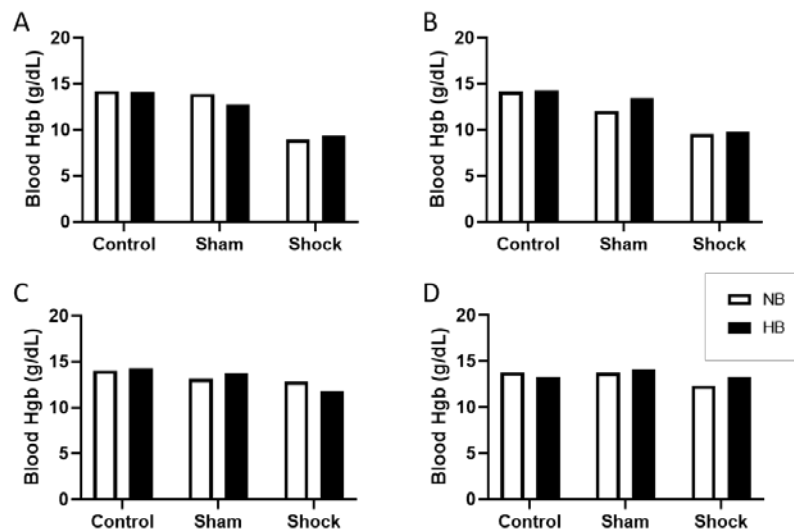 A
Blood Hgb (g/dL)
20
15
10
5
0
Control Sham Shock
B
Blood Hgb (g/dL)
20
15
10
5
0
Control Sham Shock
C
Blood Hgb (g/dL)
20
15
10
5
0
Control Sham Shock
D
Blood Hgb (g/dL)
20
15
10
5
0
Control Sham Shock
NB
HB